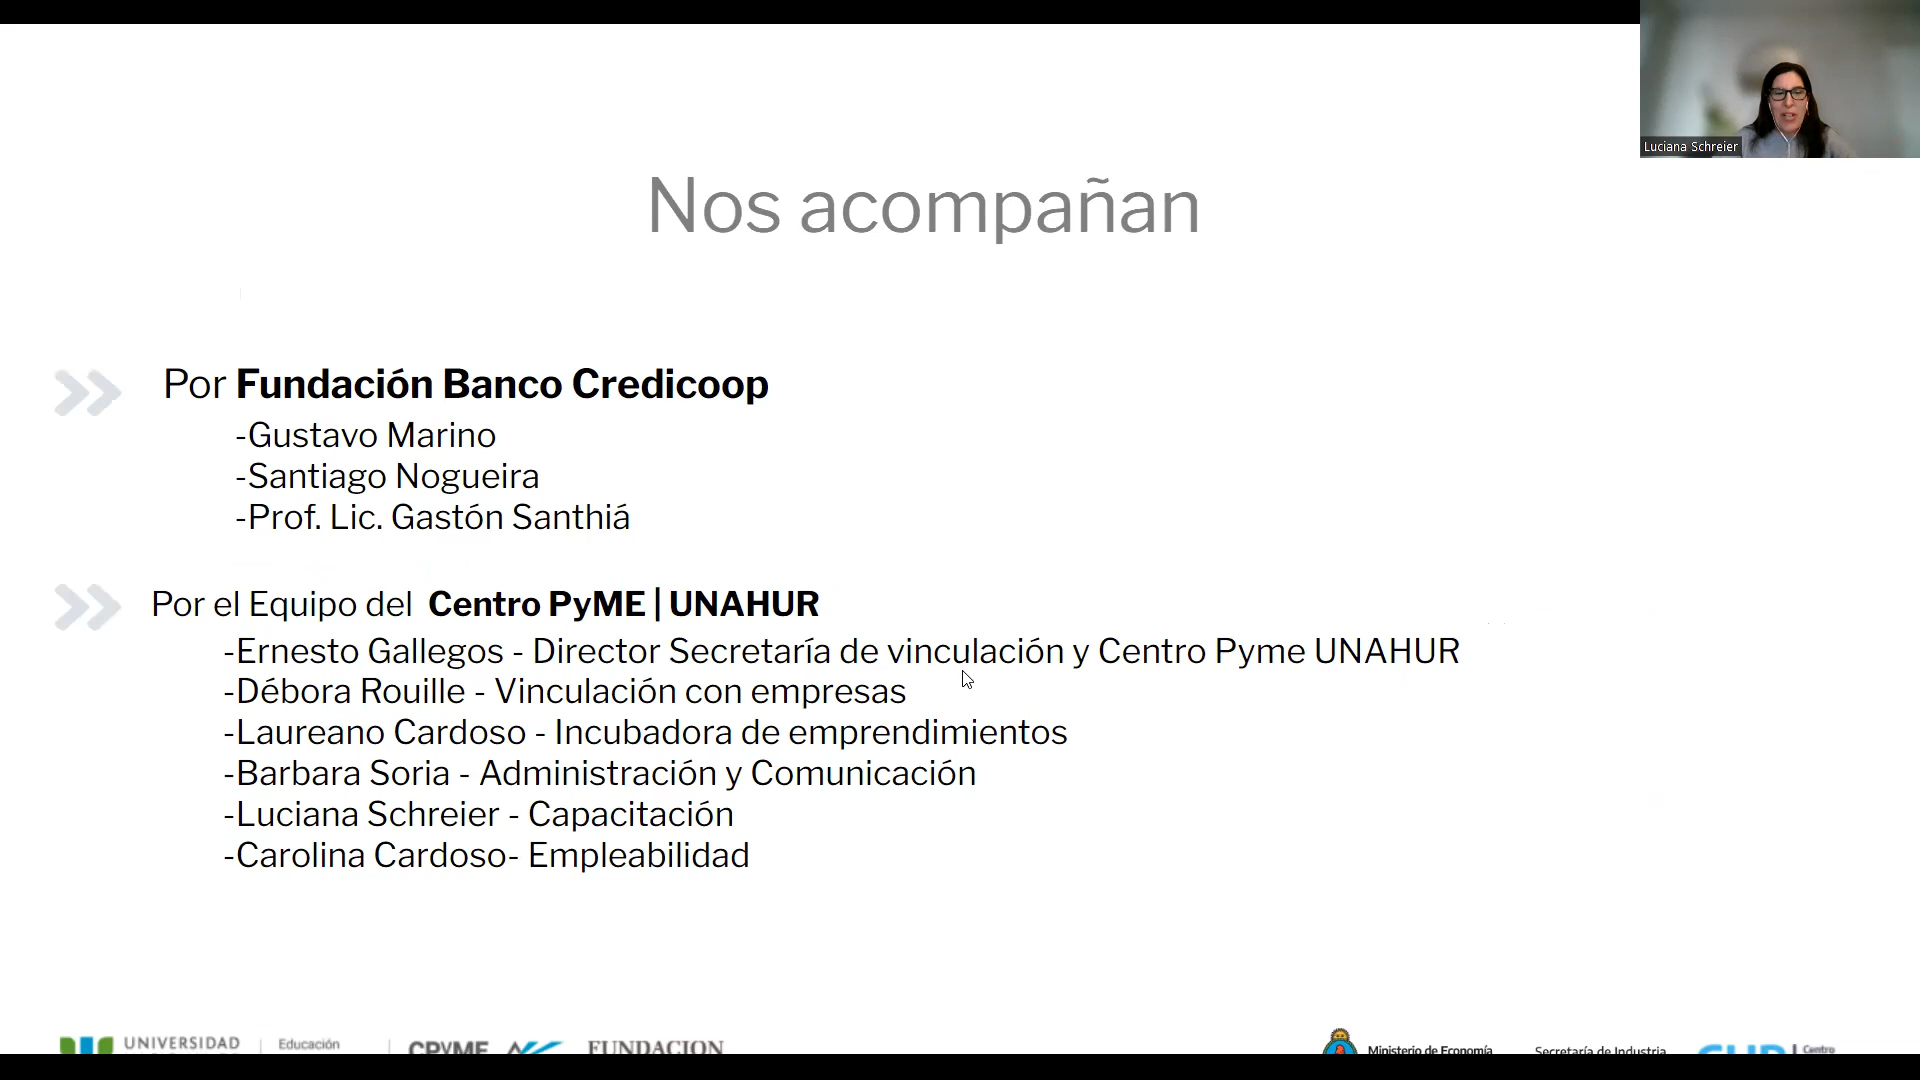 Luciana Schreier
Nos acompañan
Por Fundación Banco Credicoop
-Gustavo Marino
-Santiago Nogueira
-Prof. Lic. Gastón Santhiá
Por el Equipo del Centro PyME | UNAHUR
-Ernesto Gallegos - Director Secretaría de vinculación y Centro Pyme UNAHUR
-Débora Rouille - Vinculación con empresas
-Laureano Cardoso - Incubadora de emprendimientos
-Barbara Soria - Administración y Comunicación
-Luciana Schreier - Capacitación
-Carolina Cardoso- Empleabilidad
UNIVERSIDAD
Educación
CPYME
FUNDACION
Ministerio de Economía
Secretaría de Industria
Centro